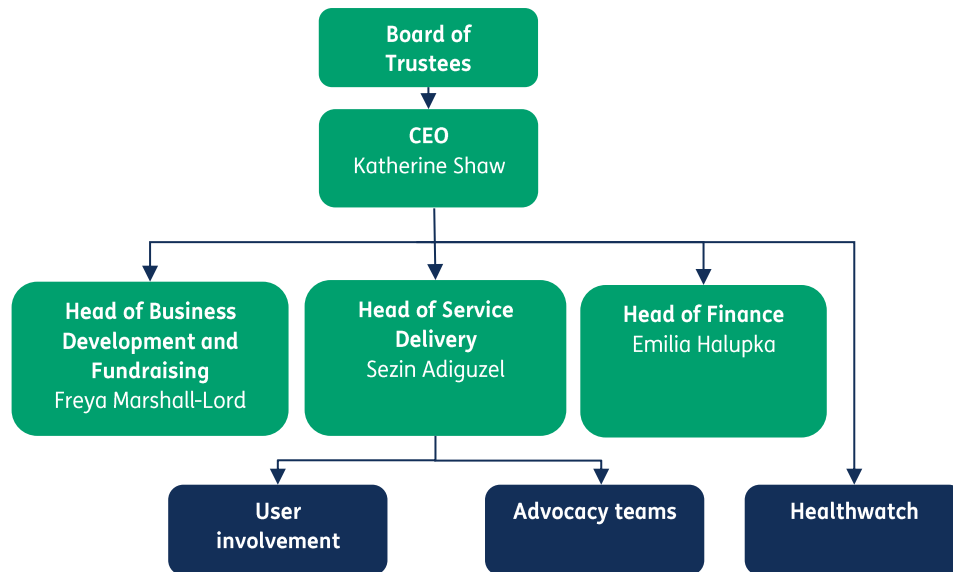 Board of
Trustees
CEO
Katherine Shaw
Head of Business
Development and
Fundraising
Freya Marshall-Lord
Head of Service
Delivery
Sezin Adiguzel
Head of Finance
Emilia Halupka
User
involvement
Advocacy teams
Healthwatch